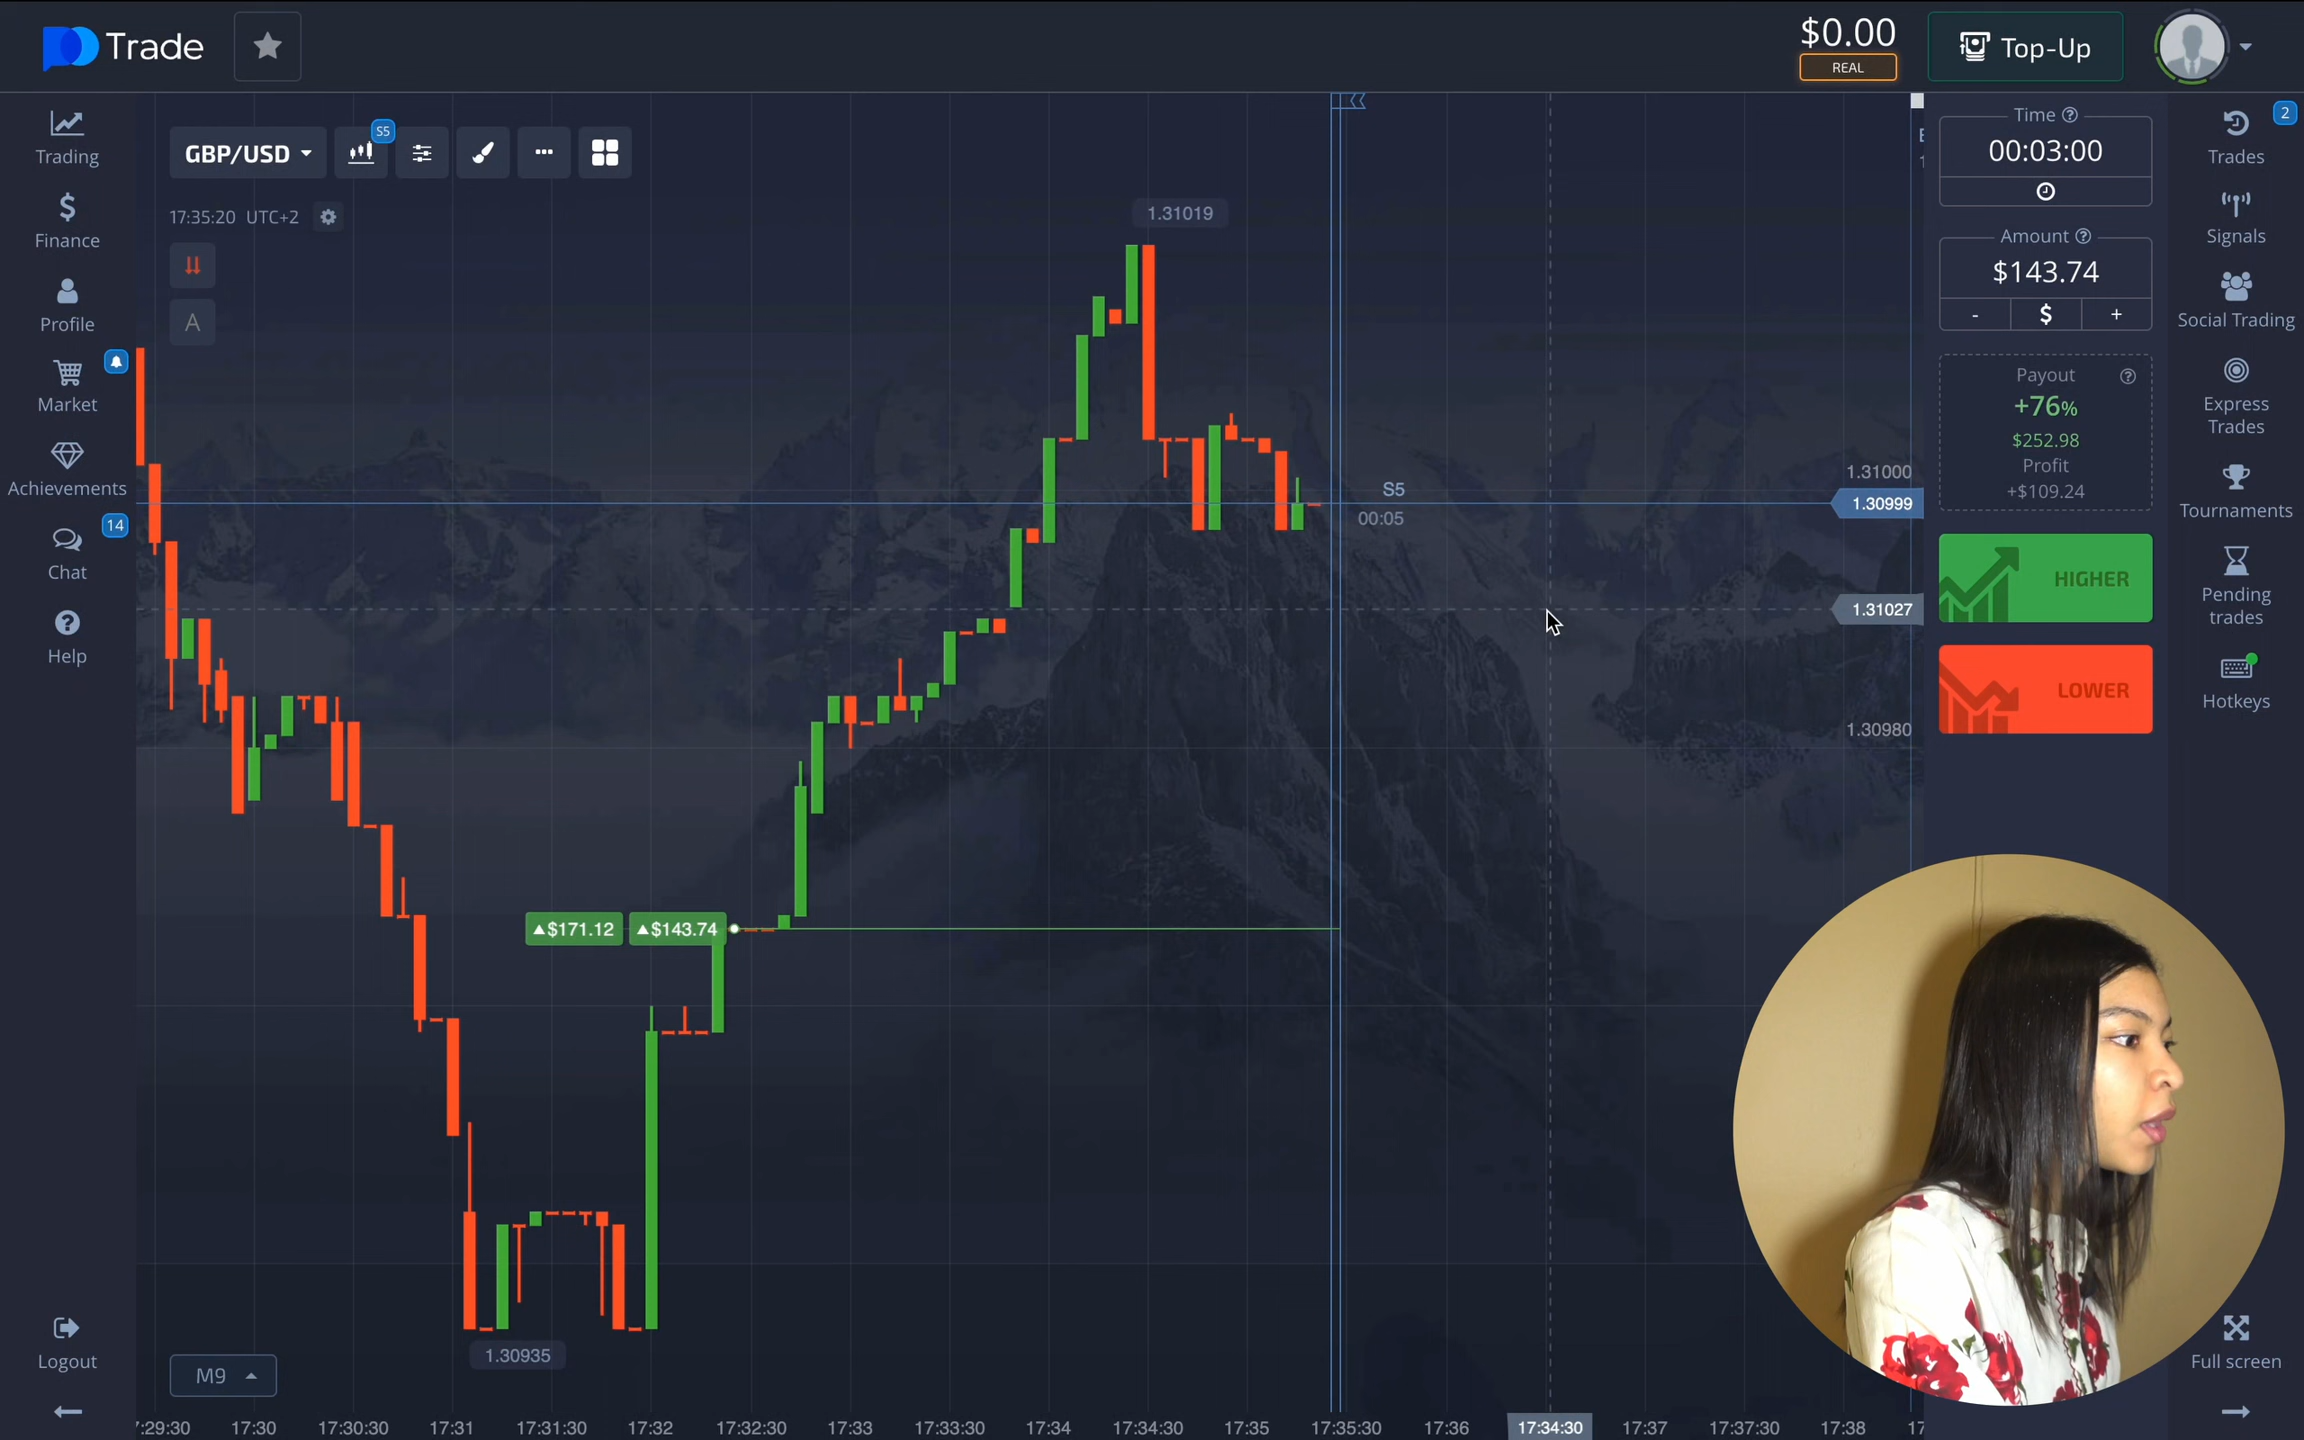 Trade
$0.00
REAL
Top-Up
Trading
Finance
Profile
Market
Achievements
14
Chat
Help
Logout
GBP/USD
S5
17:35:20 UTC+2
A
1.31019
S5
00:05
1.31000
1.30999
1.31027
1.30980
$171.12
$143.74
1.30935
M9
:29:30
17:30
17:30:30
17:31
17:31:30
17:32
17:32:30
17:33
17:33:30
17:34
17:34:30
17:35
17:35:30
17:36
17:34:30
17:37
17:37:30
17:38
17
Time
00:03:00
Amount
$143.74
-
$
+
Payout
+76%
$252.98
Profit
+$109.24
HIGHER
LOWER
2
Trades
Signals
Social Trading
Express
Trades
Tournaments
Pending
trades
Hotkeys
Full screen